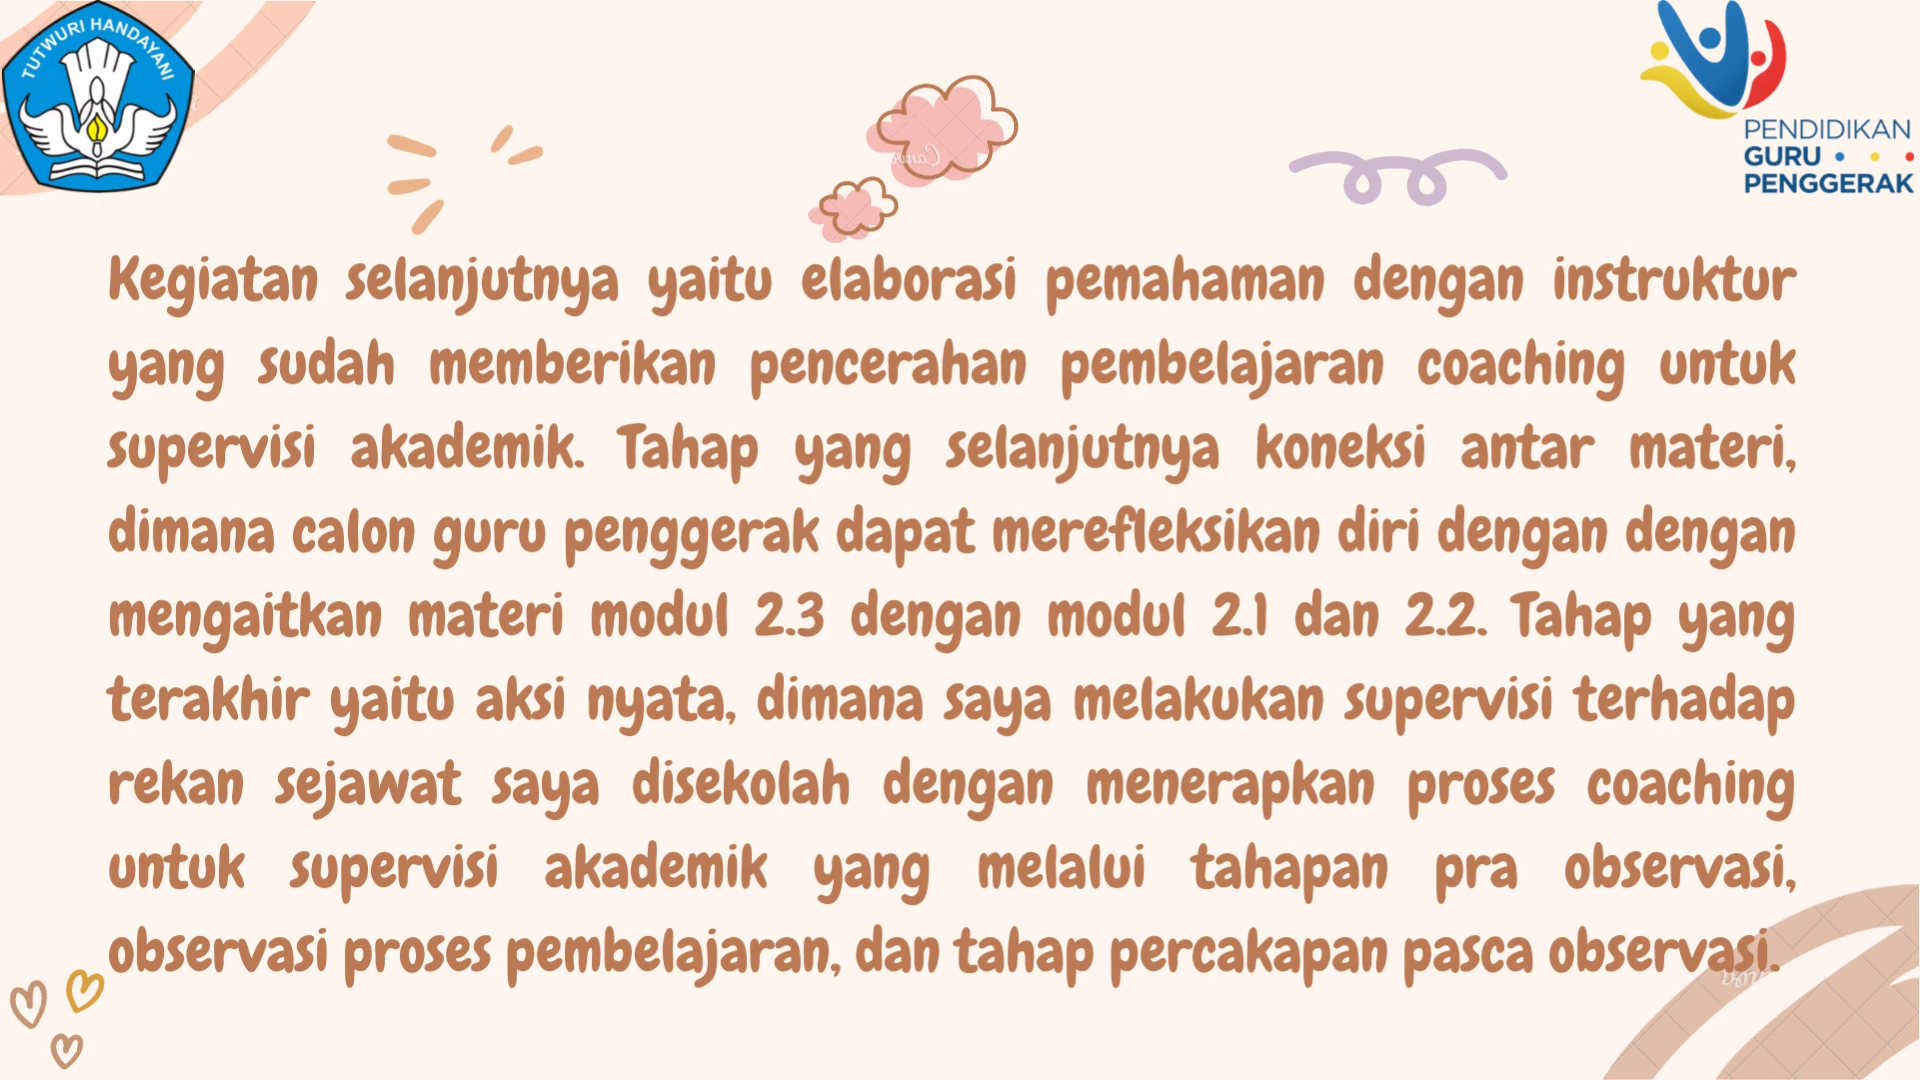 TUTWURI HANDAYANI
PENDIDIKAN
GURU
PENGGERAK
Kegiatan selanjutnya yaitu elaborasi pemahaman dengan instruktur
yang sudah memberikan pencerahan pembelajaran coaching untuk
supervisi akademik. Tahap yang selanjutnya koneksi antar materi,
dimana calon guru penggerak dapat merefleksikan diri dengan dengan
mengaitkan materi modul 2.3 dengan modul 2.1 dan 2.2. Tahap yang
terakhir yaitu aksi nyata, dimana saya melakukan supervisi terhadap
rekan sejawat saya disekolah dengan menerapkan proses coaching
untuk supervisi akademik yang melalui tahapan pra observasi,
observasi proses pembelajaran, dan tahap percakapan pasca observasi.